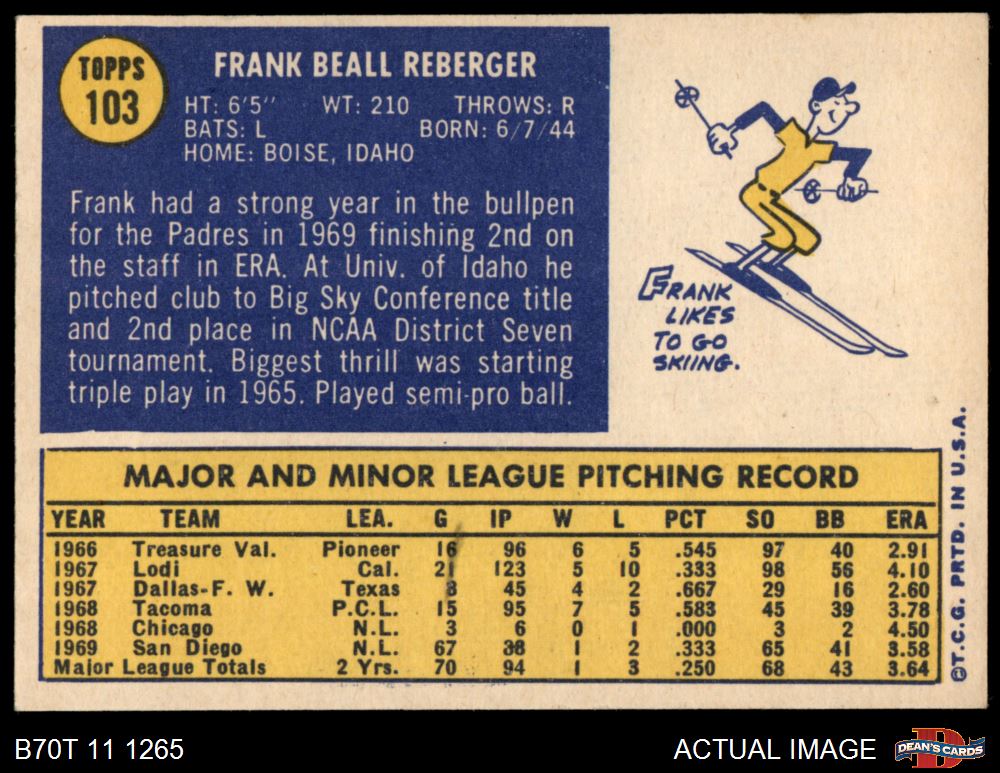 TOPPS
103
FRANK BEALL REBERGER
HT: 6'5" WT: 210 THROWS: R
BATS: L BORN: 6/7/44
HOME: BOISE, IDAHO
Frank had a strong year in the bullpen
for the Padres in 1969 finishing 2nd on
the staff in ERA. At Univ. of Idaho he
pitched club to Big Sky Conference title
and 2nd place in NCAA District Seven
tournament. Biggest thrill was starting
triple play in 1965. Played semi-pro ball.
FRANK
LIKES
TO GO
SKIING.
MAJOR AND MINOR LEAGUE PITCHING RECORD
YEAR TEAM LEA. G IP W L PCT SO BB ERA
1966 Treasure Val. Pioneer 16 96 6 5 .545 97 40 2.91
1967 Lodi Cal. 21 123 5 10 .333 98 56 4.10
1967 Dallas-F. W. Texas 8 45 4 2 .667 29 16 2.60
1968 Tacoma P.C.L. 15 95 7 5 .583 45 39 3.78
1968 Chicago N.L. 3 6 0 1 .000 3 2 4.50
1969 San Diego N.L. 67 38 1 2 .333 65 41 3.58
Major League Totals 2 Yrs. 70 94 1 3 .250 68 43 3.64
©T.C.G. PRTD. IN U.S.A.
B70T 11 1265
ACTUAL IMAGE
D
DEAN'S CARDS